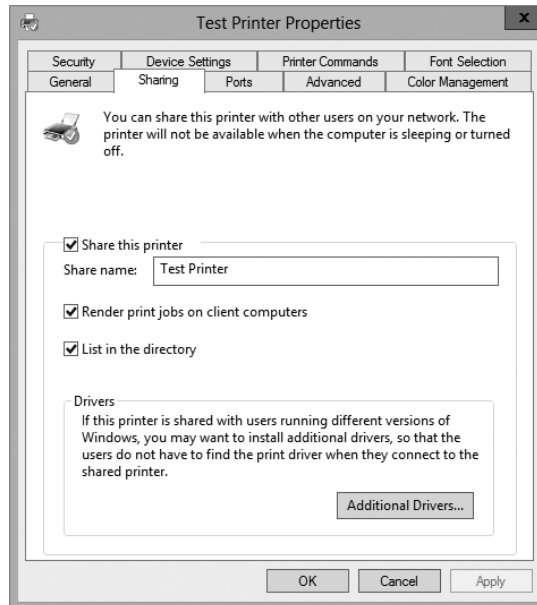 Test Printer Properties
x
Security Device Settings Printer Commands Font Selection
General Sharing Ports Advanced Color Management
You can share this printer with other users on your network. The
printer will not be available when the computer is sleeping or turned
off.
Share this printer
Share name: Test Printer
Render print jobs on client computers
List in the directory
Drivers
If this printer is shared with users running different versions of
Windows, you may want to install additional drivers, so that the
users do not have to find the print driver when they connect to the
shared printer.
Additional Drivers...
OK Cancel Apply